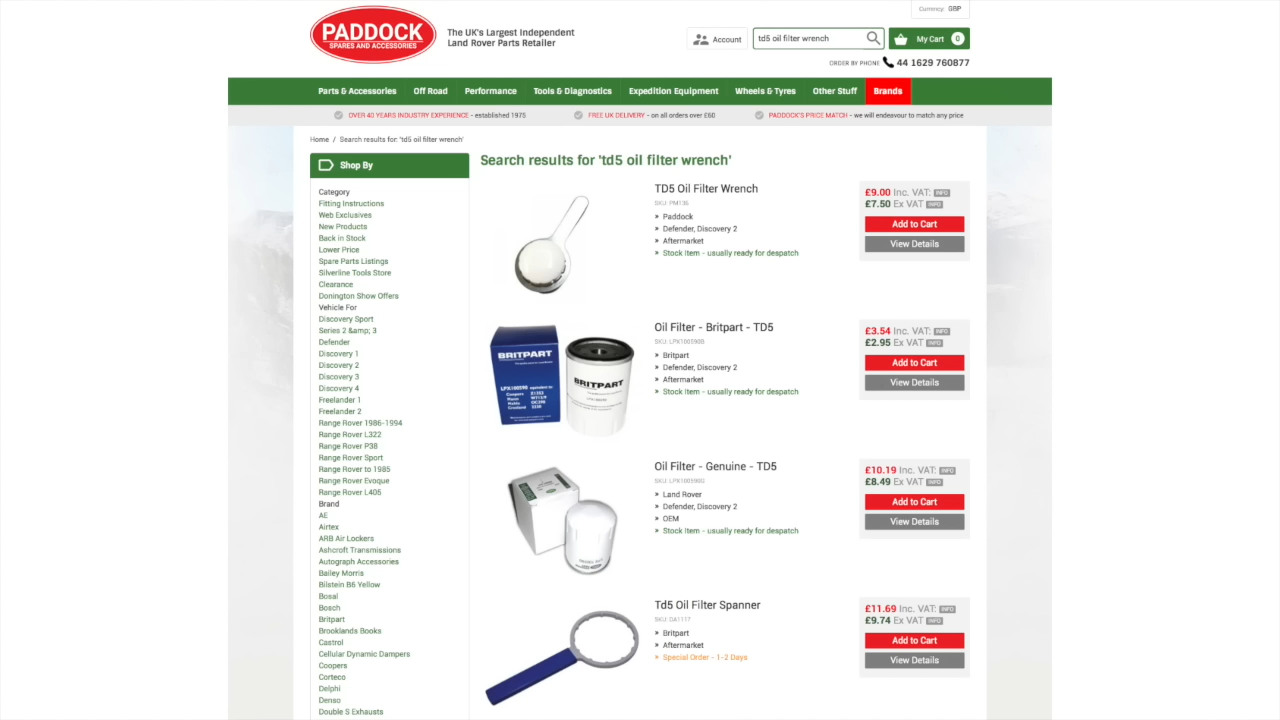 Currency: GBP
PADDOCK
SPARES AND ACCESSORIES
The UK's Largest Independent
Land Rover Parts Retailer
Account
td5 oil filter wrench
My Cart 0
ORDER BY PHONE 44 1629 760877
Parts & Accessories Off Road Performance Tools & Diagnostics Expedition Equipment Wheels & Tyres Other Stuff Brands
OVER 40 YEARS INDUSTRY EXPERIENCE - established 1975 FREE UK DELIVERY - on all orders over £60 PADDOCK'S PRICE MATCH - we will endeavour to match any price
Home / Search results for: 'td5 oil filter wrench'
Shop By
Category
Fitting Instructions
Web Exclusives
New Products
Back in Stock
Lower Price
Spare Parts Listings
Silverline Tools Store
Clearance
Donington Show Offers
Vehicle For
Discovery Sport
Series 2 &amp; 3
Defender
Discovery 1
Discovery 2
Discovery 3
Discovery 4
Freelander 1
Freelander 2
Range Rover 1986-1994
Range Rover L322
Range Rover P38
Range Rover Sport
Range Rover to 1985
Range Rover Evoque
Range Rover L405
Brand
AE
Airtex
ARB Air Lockers
Ashcroft Transmissions
Autograph Accessories
Bailey Morris
Bilstein B6 Yellow
Bosal
Bosch
Britpart
Brooklands Books
Castrol
Cellular Dynamic Dampers
Coopers
Corteco
Delphi
Denso
Double S Exhausts
Search results for 'td5 oil filter wrench'
TD5 Oil Filter Wrench
SKU: PM136
» Paddock
» Defender, Discovery 2
» Aftermarket
» Stock Item - usually ready for despatch
£9.00 Inc. VAT: INFO
£7.50 Ex VAT INFO
Add to Cart
View Details
BRITPART
BRITPART
Oil Filter - Britpart - TD5
» Britpart
» Defender, Discovery 2
» Aftermarket
» Stock Item - usually ready for despatch
£3.54 Inc. VAT: INFO
£2.95 Ex VAT INFO
Add to Cart
View Details
Oil Filter - Genuine - TD5
» Land Rover
» Defender, Discovery 2
» OEM
» Stock Item - usually ready for despatch
£10.19 Inc. VAT: INFO
£8.49 Ex VAT INFO
Add to Cart
View Details
Td5 Oil Filter Spanner
SKU: DA1117
» Britpart
» Aftermarket
» Special Order - 1-2 Days
£11.69 Inc. VAT: INFO
£9.74 Ex VAT INFO
Add to Cart
View Details